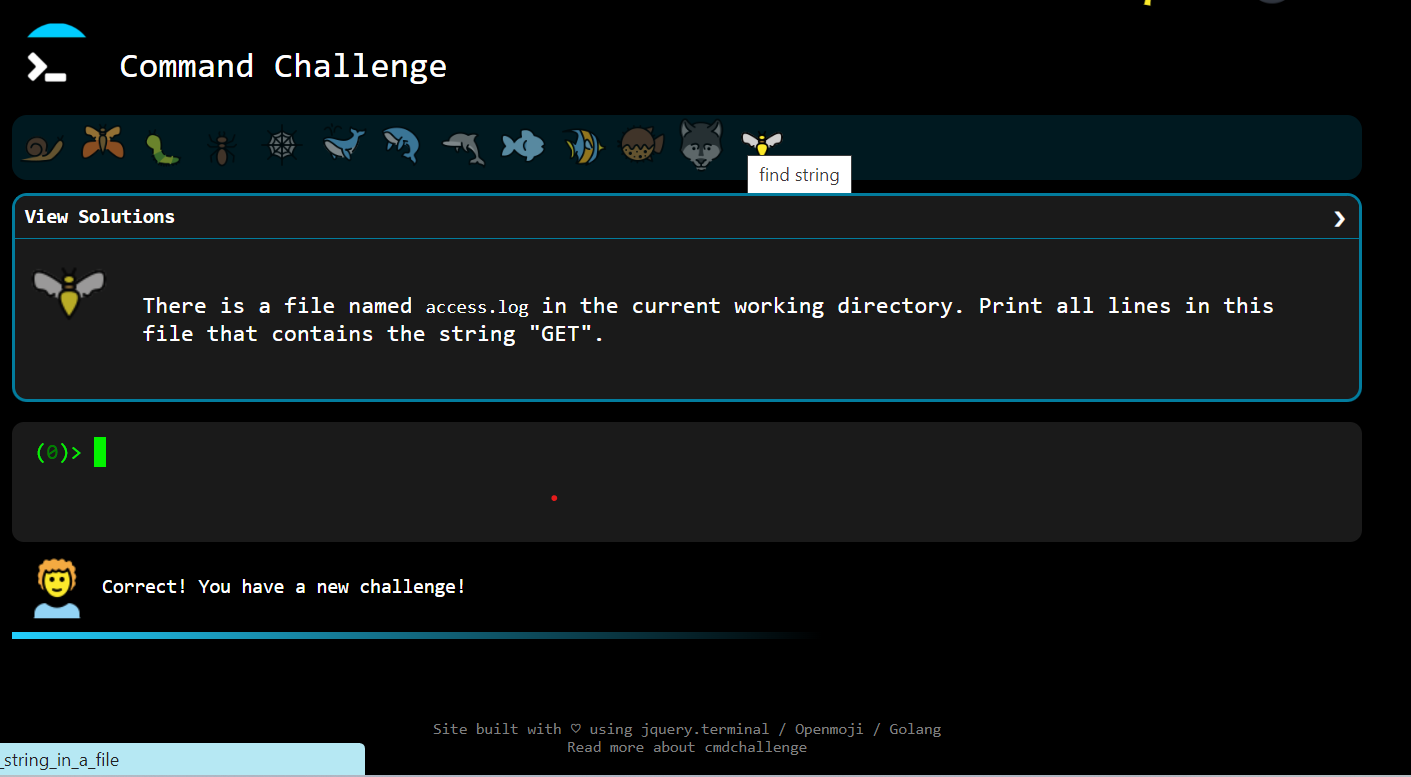 Command Challenge
find string
View Solutions
There is a file named access.log in the current working directory. Print all lines in this
file that contains the string "GET".
(0)>
Correct! You have a new challenge!
Site built with ♡ using jquery.terminal / Openmoji / Golang
Read more about cmdchallenge
_string_in_a_file